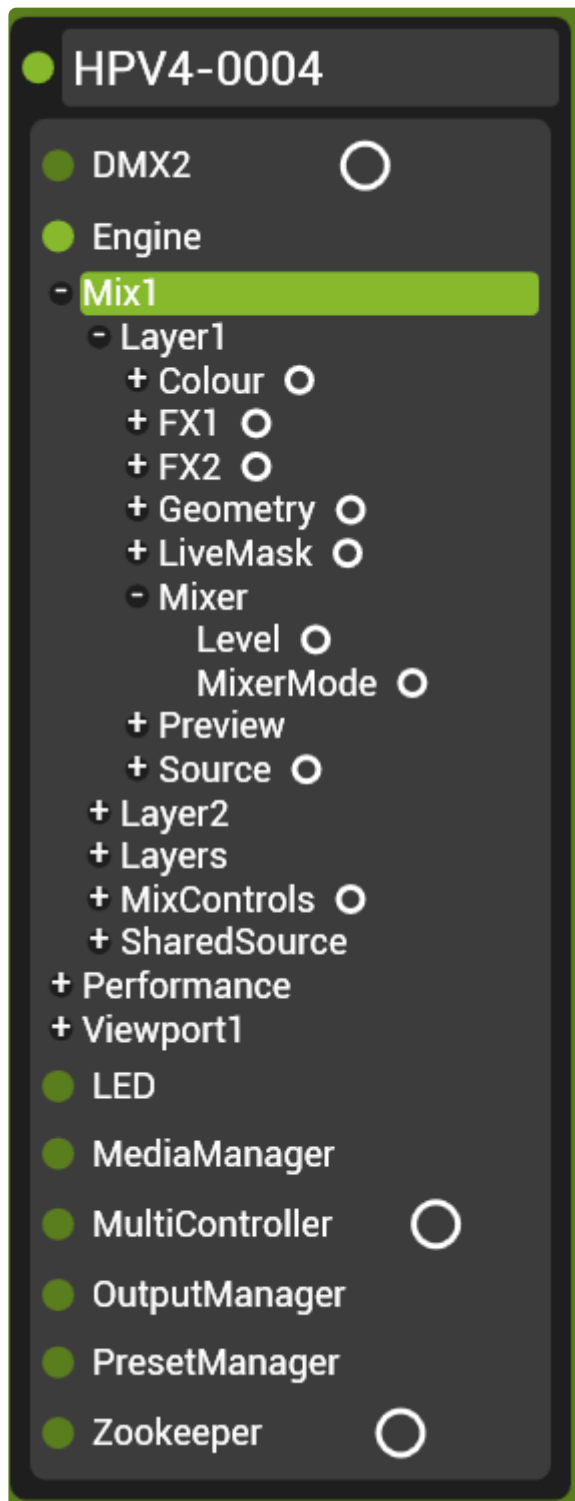 HPV4-0004
DMX2
Engine
- Mix1
- Layer1
+ Colour
+ FX1
+ FX2
+ Geometry
+ LiveMask
- Mixer
Level
MixerMode
+ Preview
+ Source
+ Layer2
+ Layers
+ MixControls
+ SharedSource
+ Performance
+ Viewport1
LED
MediaManager
MultiController
OutputManager
PresetManager
Zookeeper